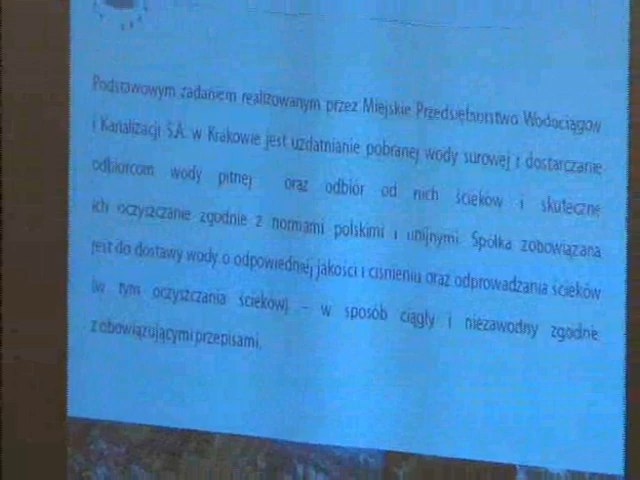 Podstawowym zadaniem realizowanym przez Miejskie Przedsiębiorstwo Wodociągów
i Kanalizacji S.A. w Krakowie jest uzdatnianie pobranej wody surowej i dostarczanie
odbiorcom wody pitnej oraz odbiór od nich ścieków i skuteczne
ich oczyszczanie zgodnie z normami polskimi i unijnymi. Spółka zobowiązana
jest do dostawy wody o odpowiedniej jakości i ciśnieniu oraz odprowadzania ścieków
(w tym oczyszczania ścieków) – w sposób ciągły i niezawodny zgodnie
z obowiązującymi przepisami.